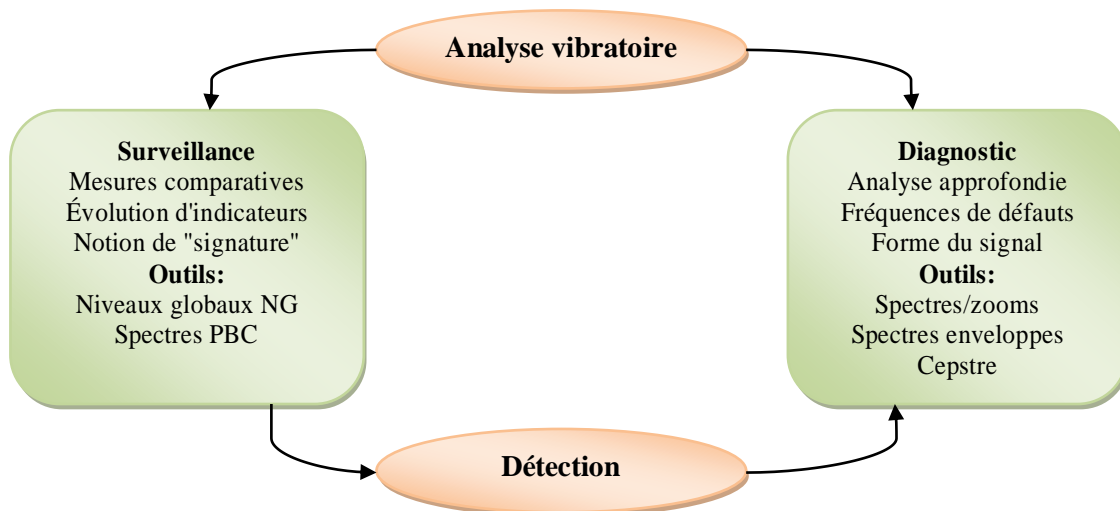 Analyse vibratoire
Surveillance
Mesures comparatives
Évolution d'indicateurs
Notion de "signature"
Outils:
Niveaux globaux NG
Spectres PBC
Diagnostic
Analyse approfondie
Fréquences de défauts
Forme du signal
Outils:
Spectres/zooms
Spectres enveloppes
Cepstre
Détection